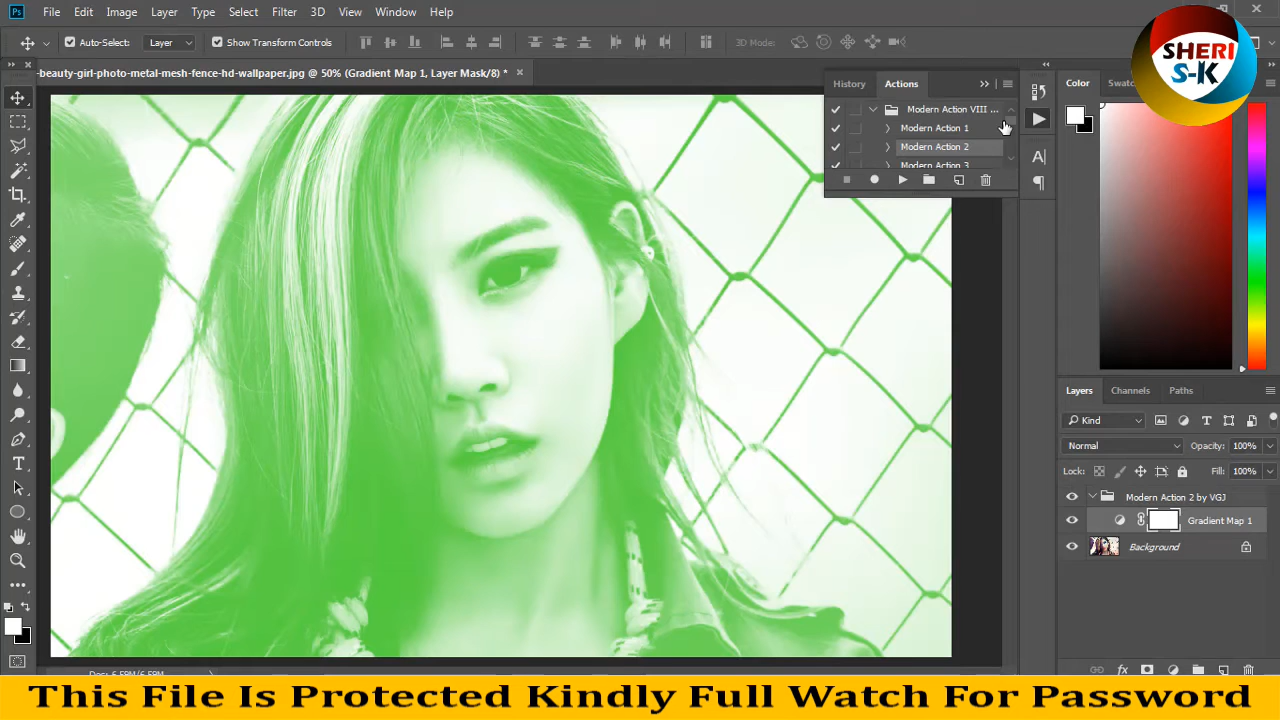 Ps File Edit Image Layer Type Select Filter 3D View Window Help
Auto-Select: Layer Show Transform Controls 3D Mode:
-beauty-girl-photo-metal-mesh-fence-hd-wallpaper.jpg @ 50% (Gradient Map 1, Layer Mask/8) *
History Actions
Modern Action VIII ...
Modern Action 1
Modern Action 2
Modern Action 3
SHERI
S-K
Color
Layers Channels Paths
Kind
Normal Opacity: 100%
Lock: Fill: 100%
Modern Action 2 by VGJ
Gradient Map 1
Background
This File Is Protected Kindly Full Watch For Password